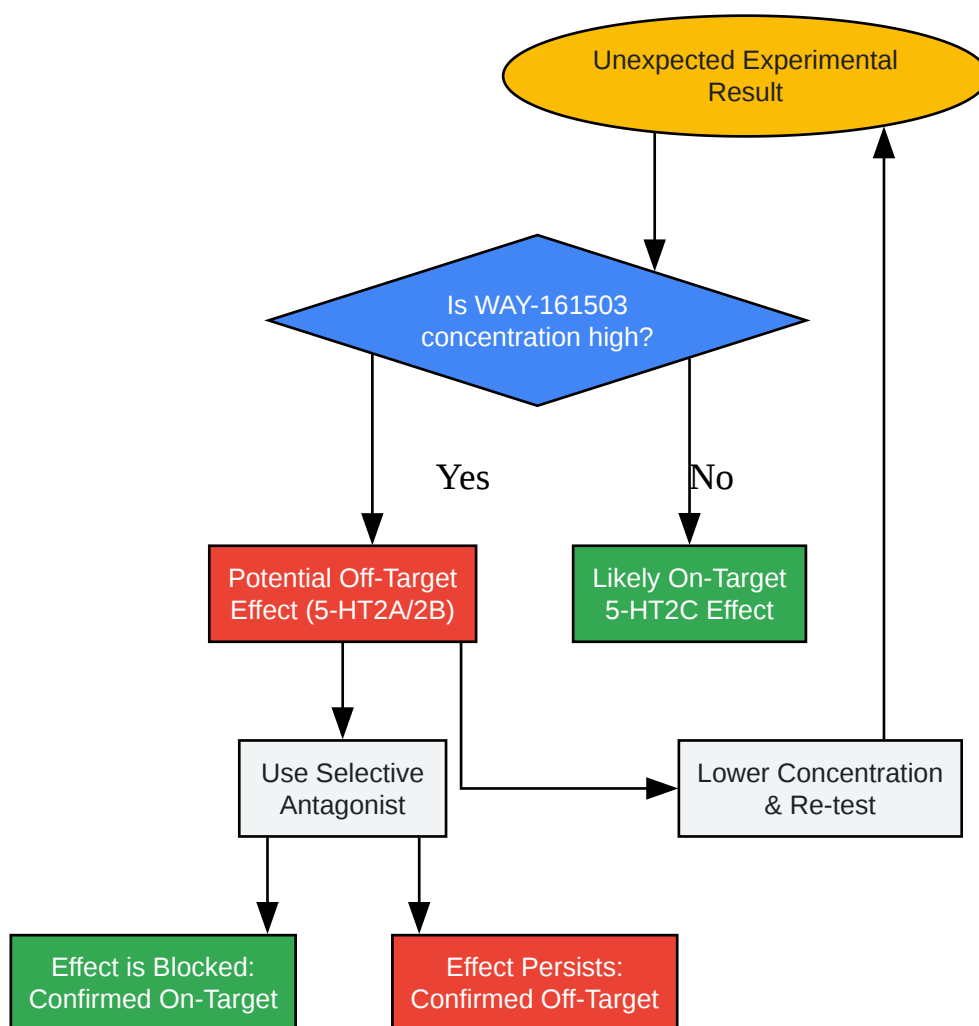 Unexpected Experimental
Result
Is WAY-161503
concentration high?
Yes
No
Potential Off-Target
Effect (5-HT2A/2B)
Likely On-Target
5-HT2C Effect
Use Selective
Antagonist
Lower Concentration
& Re-test
Effect is Blocked:
Confirmed On-Target
Effect Persists:
Confirmed Off-Target